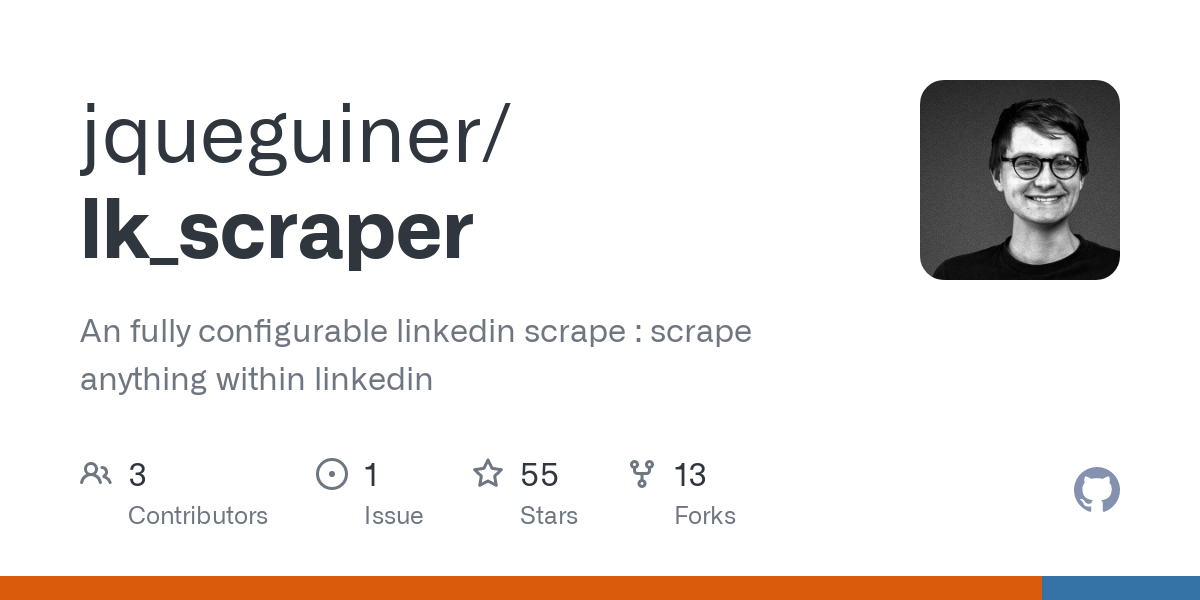 jqueguiner/
lk_scraper
An fully configurable linkedin scrape : scrape
anything within linkedin
3
Contributors
1
Issue
55
Stars
13
Forks